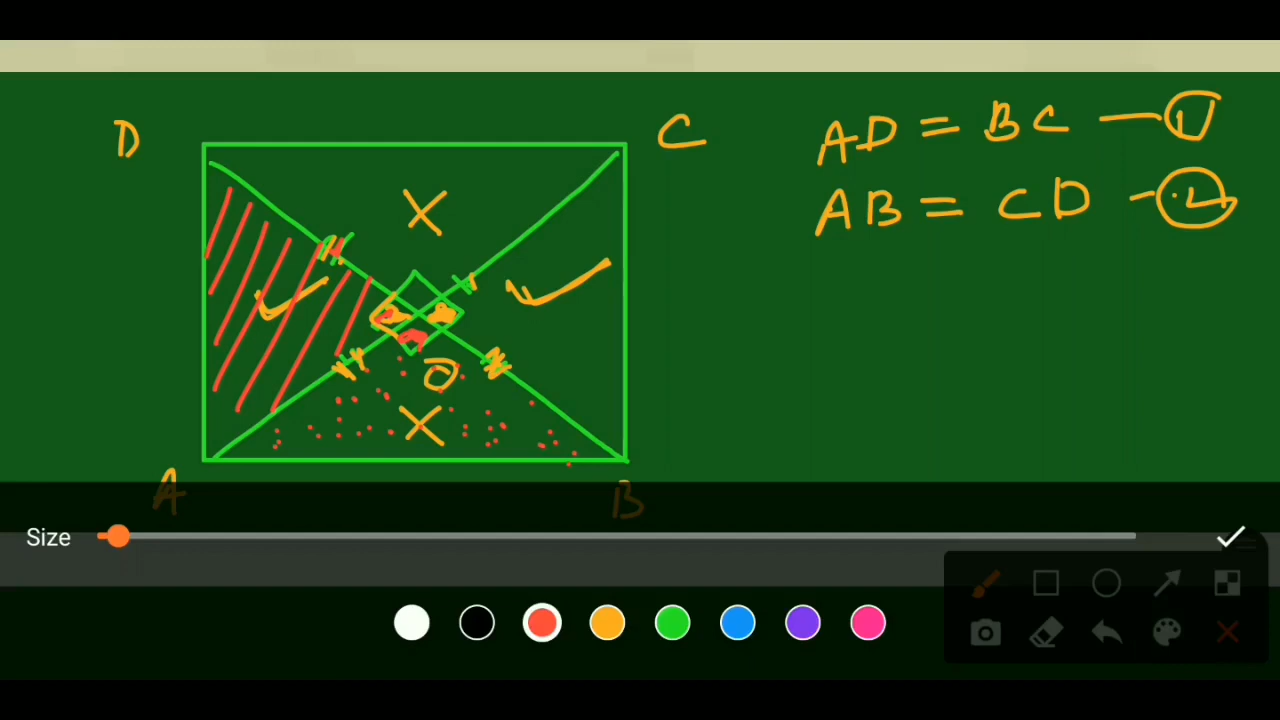 D
C
AD = BC — 1
AB = CD - 2
O
A
B
Size